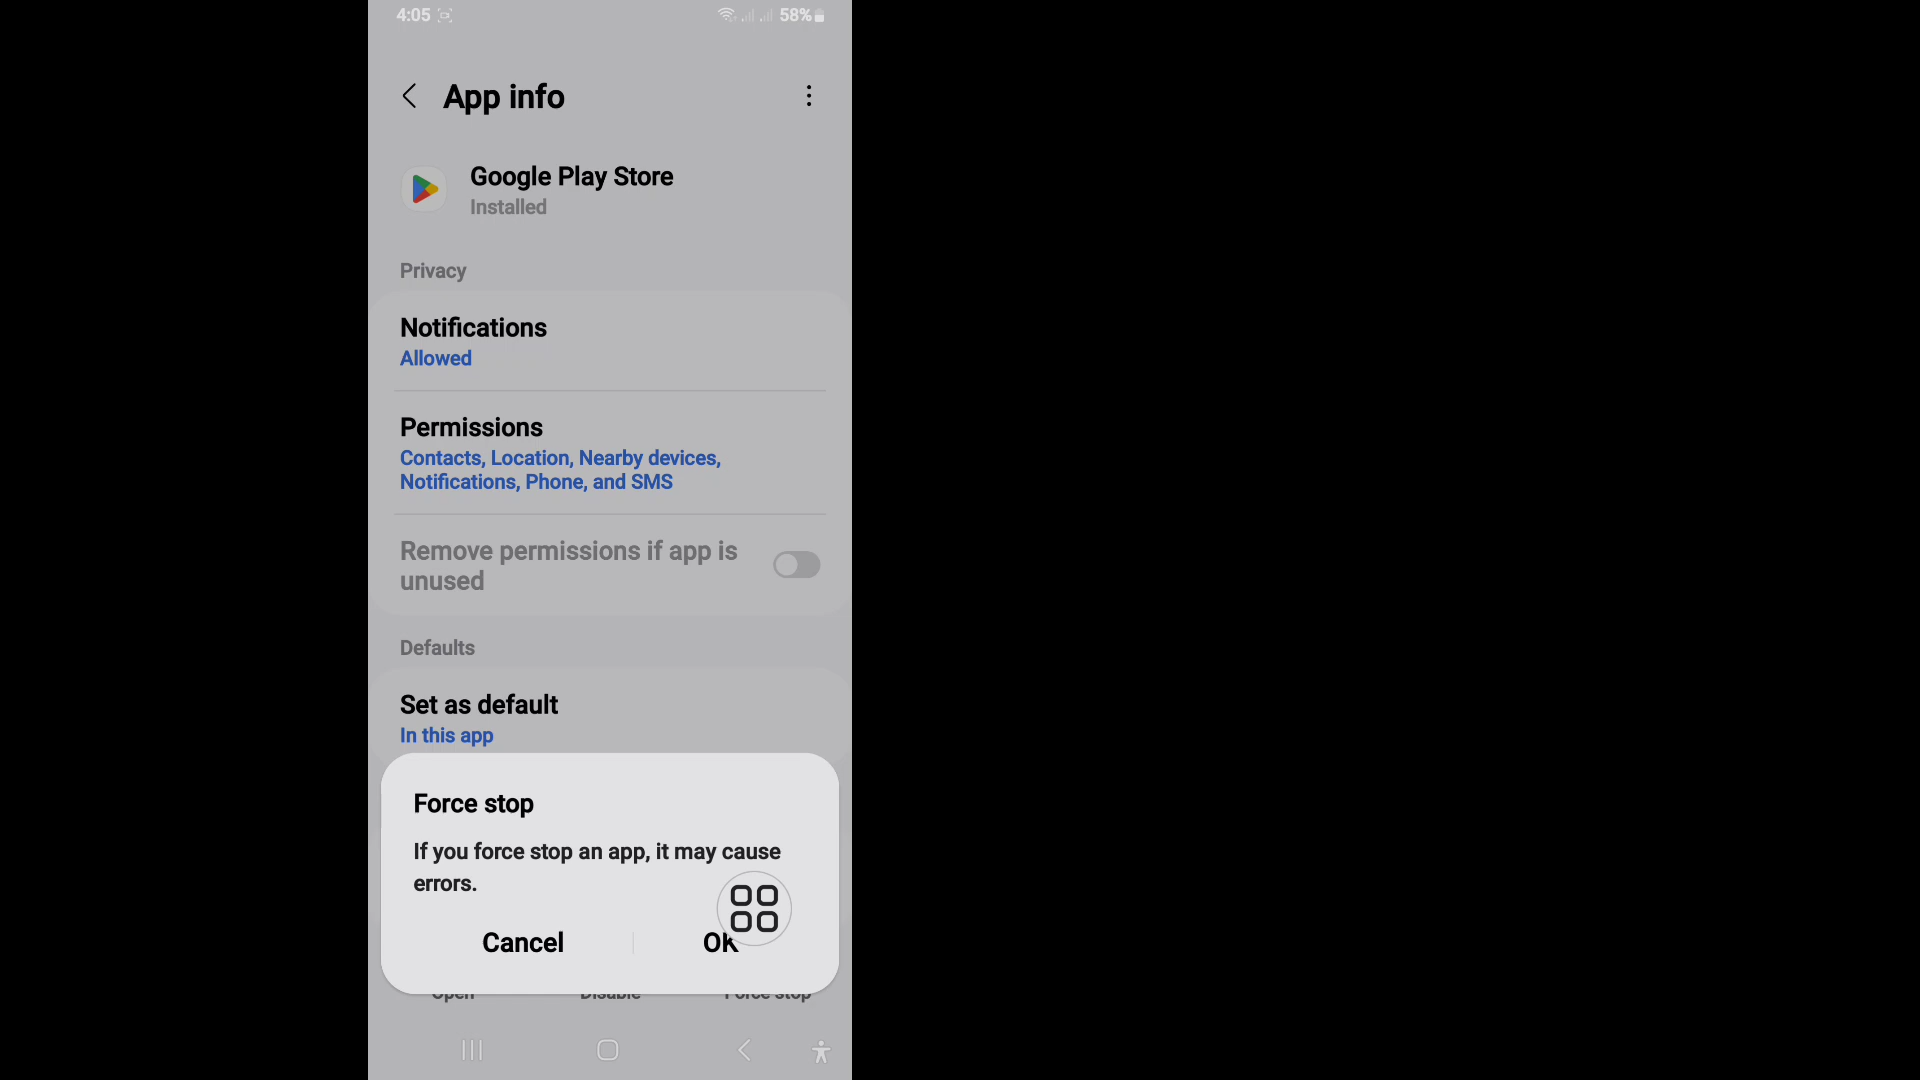 4:05 58%
App info
Google Play Store
Installed
Privacy
Notifications
Allowed
Permissions
Contacts, Location, Nearby devices,
Notifications, Phone, and SMS
Remove permissions if app is
unused
Defaults
Set as default
In this app
Force stop
If you force stop an app, it may cause
errors.
Cancel OK
Open Disable Force stop